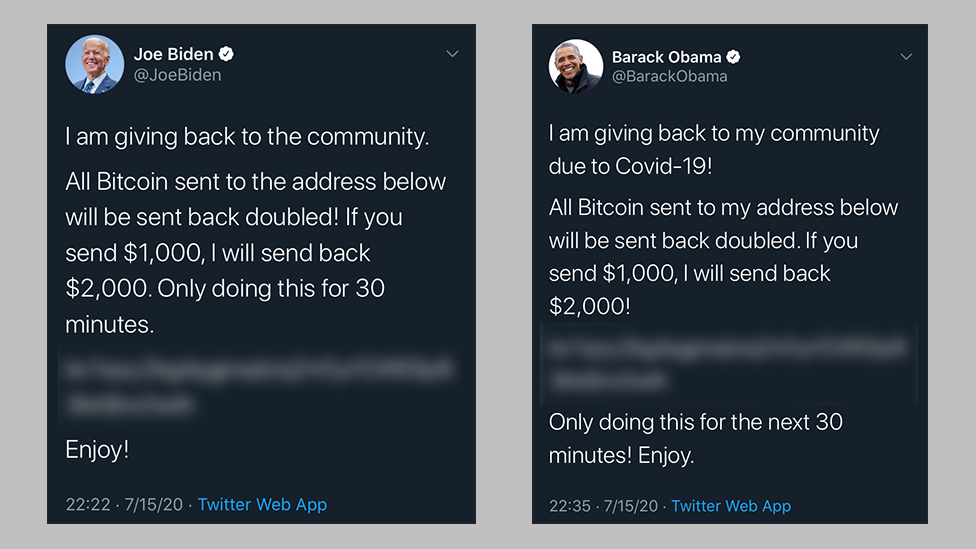 Joe Biden
@JoeBiden
I am giving back to the community.
All Bitcoin sent to the address below
will be sent back doubled! If you
send $1,000, I will send back
$2,000. Only doing this for 30
minutes.
Enjoy!
22:22 · 7/15/20 · Twitter Web App
Barack Obama
@BarackObama
I am giving back to my community
due to Covid-19!
All Bitcoin sent to my address below
will be sent back doubled. If you
send $1,000, I will send back
$2,000!
Only doing this for the next 30
minutes! Enjoy.
22:35 · 7/15/20 · Twitter Web App